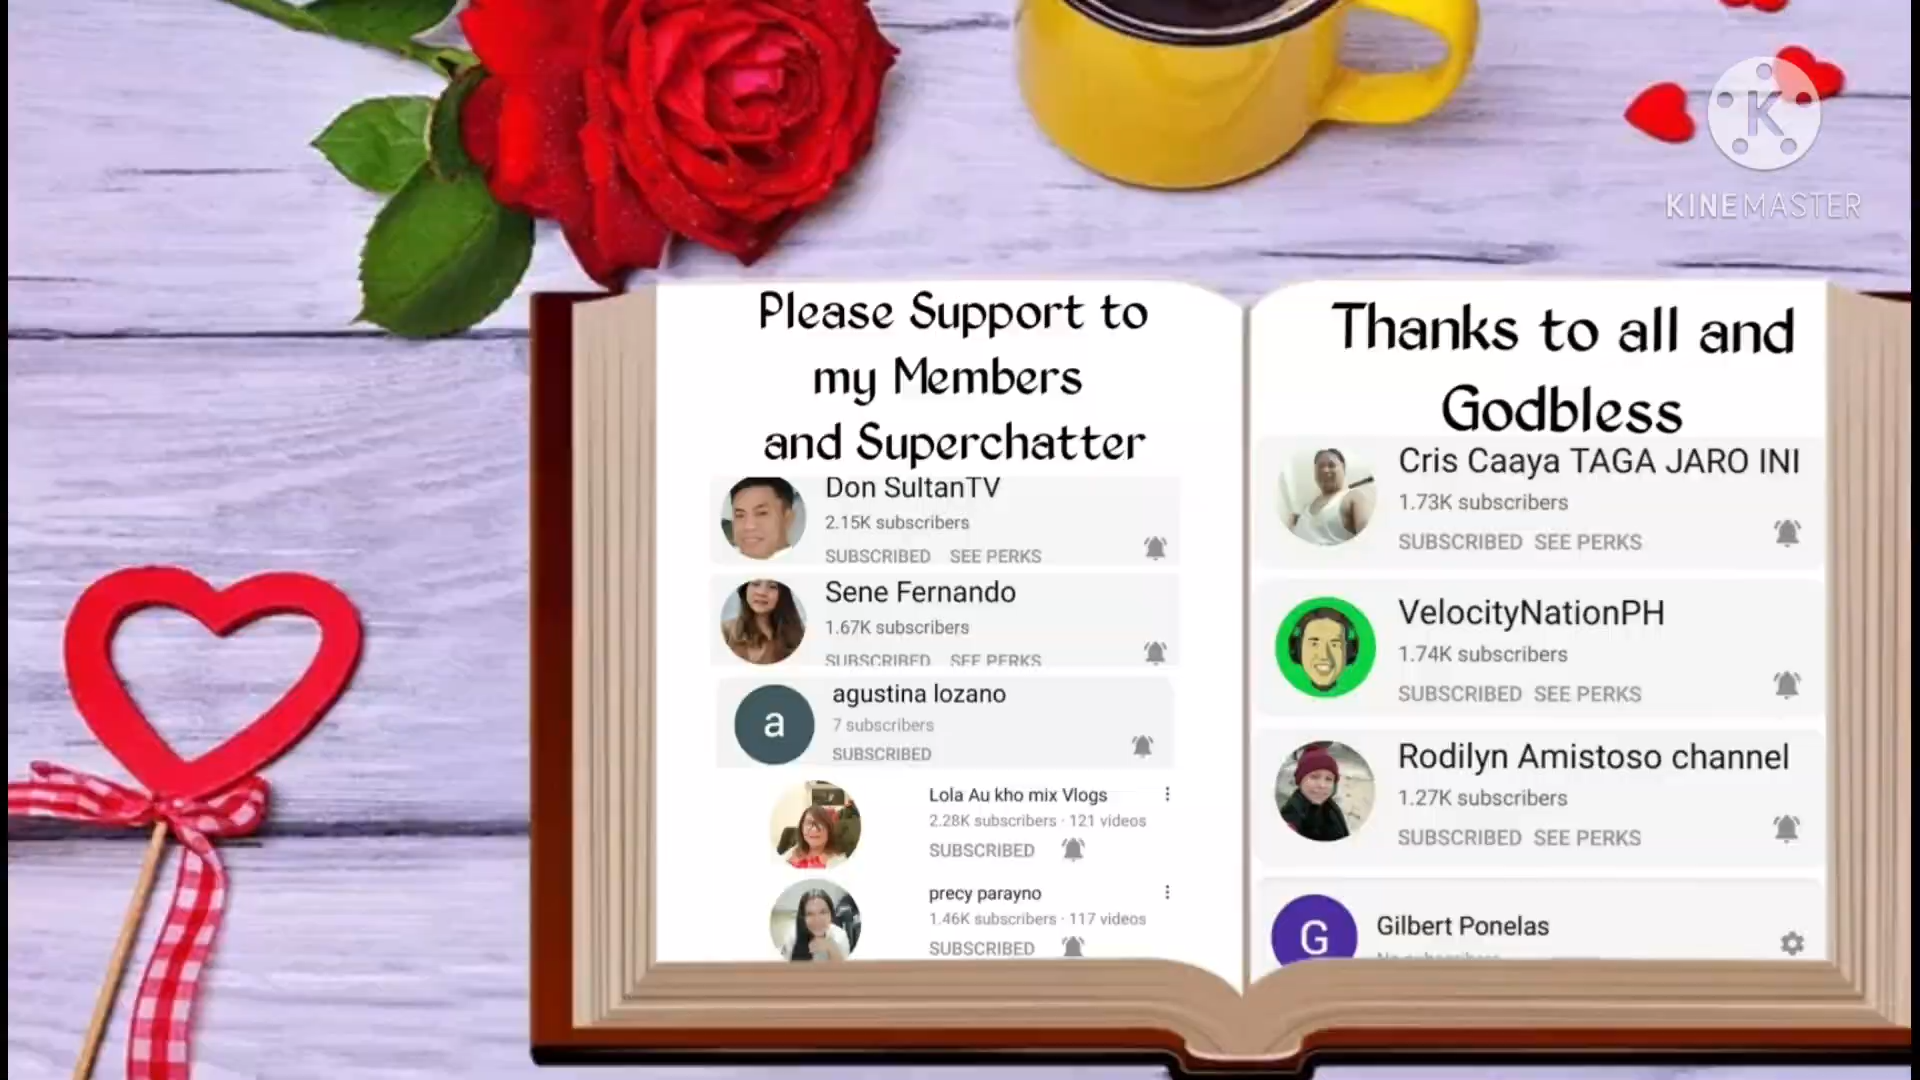 KINEMASTER
Please Support to
my Members
and Superchatter
Don SultanTV
2.15K subscribers
SUBSCRIBED SEE PERKS
Sene Fernando
1.67K subscribers
SUBSCRIBED SEE PERKS
a
agustina lozano
7 subscribers
SUBSCRIBED
Lola Au kho mix Vlogs
2.28K subscribers · 121 videos
SUBSCRIBED
precy parayno
1.46K subscribers · 117 videos
SUBSCRIBED
Thanks to all and
Godbless
Cris Caaya TAGA JARO INI
1.73K subscribers
SUBSCRIBED SEE PERKS
VelocityNationPH
1.74K subscribers
SUBSCRIBED SEE PERKS
Rodilyn Amistoso channel
1.27K subscribers
SUBSCRIBED SEE PERKS
G
Gilbert Ponelas